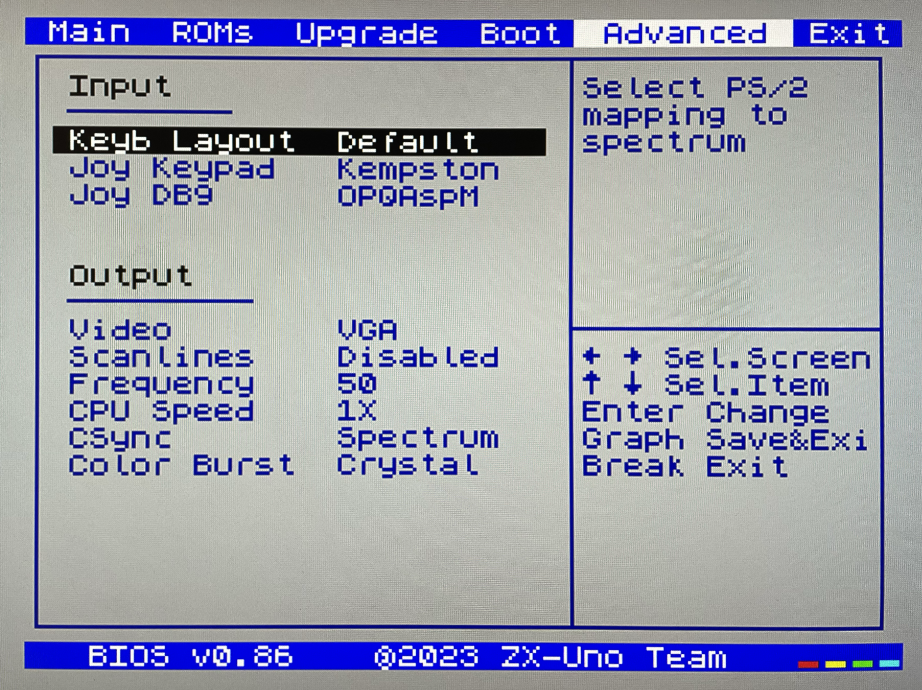 Main ROMs Upgrade Boot Advanced Exit
Input
Keyb Layout Default
Joy Keypad Kempston
Joy DB9 OPQAspM
Output
Video VGA
Scanlines Disabled
Frequency 50
CPU Speed 1X
CSync Spectrum
Color Burst Crystal
Select PS/2
mapping to
spectrum
← → Sel.Screen
↑ ↓ Sel.Item
Enter Change
Graph Save&Exi
Break Exit
BIOS v0.86 ©2023 ZX-Uno Team